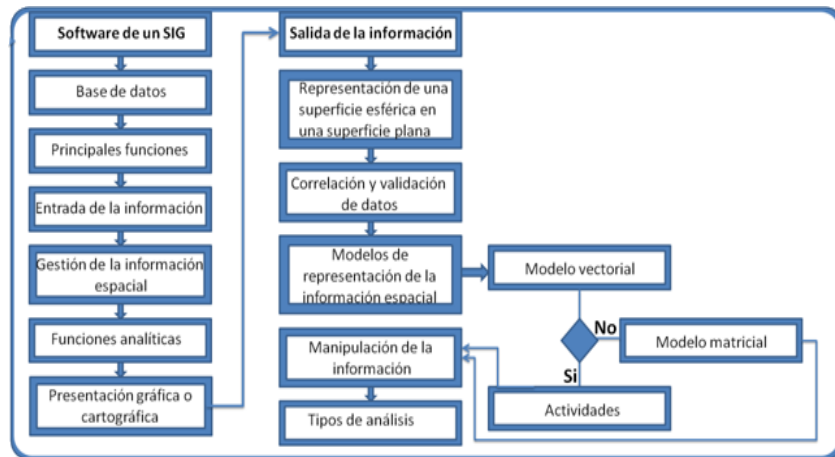 Software de un SIG
Base de datos
Principales funciones
Entrada de la información
Gestión de la información
espacial
Funciones analíticas
Presentación gráfica o
cartográfica
Salida de la información
Representación de una
superficie esférica en
una superficie plana
Correlación y validación
de datos
Modelos de
representación de la
información espacial
Modelo vectorial
No
Modelo matricial
Si
Actividades
Manipulación de la
información
Tipos de análisis